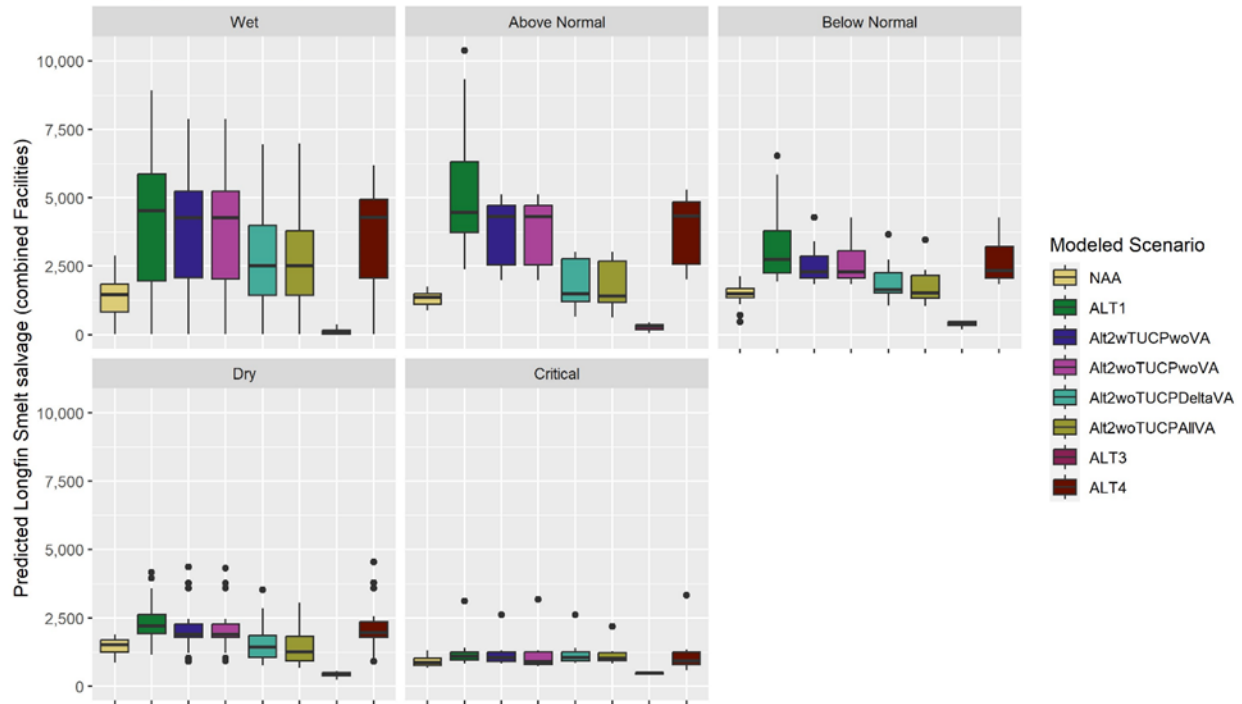 Wet
Above Normal
Below Normal
10,000
7,500
5,000
2,500
0
Dry
Critical
10,000
7,500
5,000
2,500
0
Predicted Longfin Smelt salvage (combined Facilities)
Modeled Scenario
NAA
ALT1
Alt2wTUCPwoVA
Alt2woTUCPwoVA
Alt2woTUCPDeltaVA
Alt2woTUCPAllVA
ALT3
ALT4